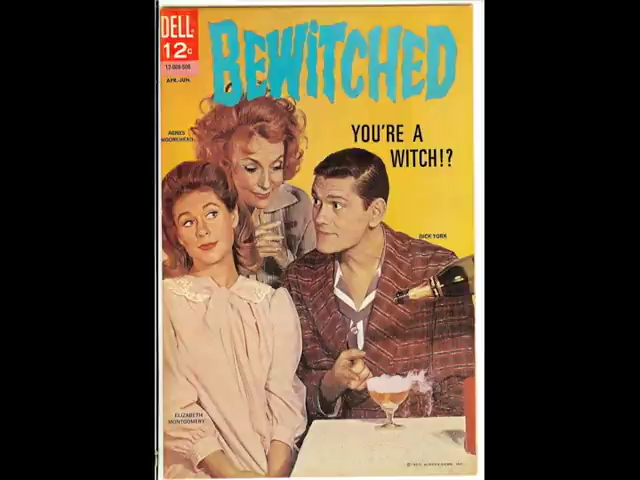 DELL
12¢
BEWITCHED
APR.-JUN.
YOU'RE A
WITCH!?
AGNES
MOOREHEAD
DICK YORK
ELIZABETH
MONTGOMERY